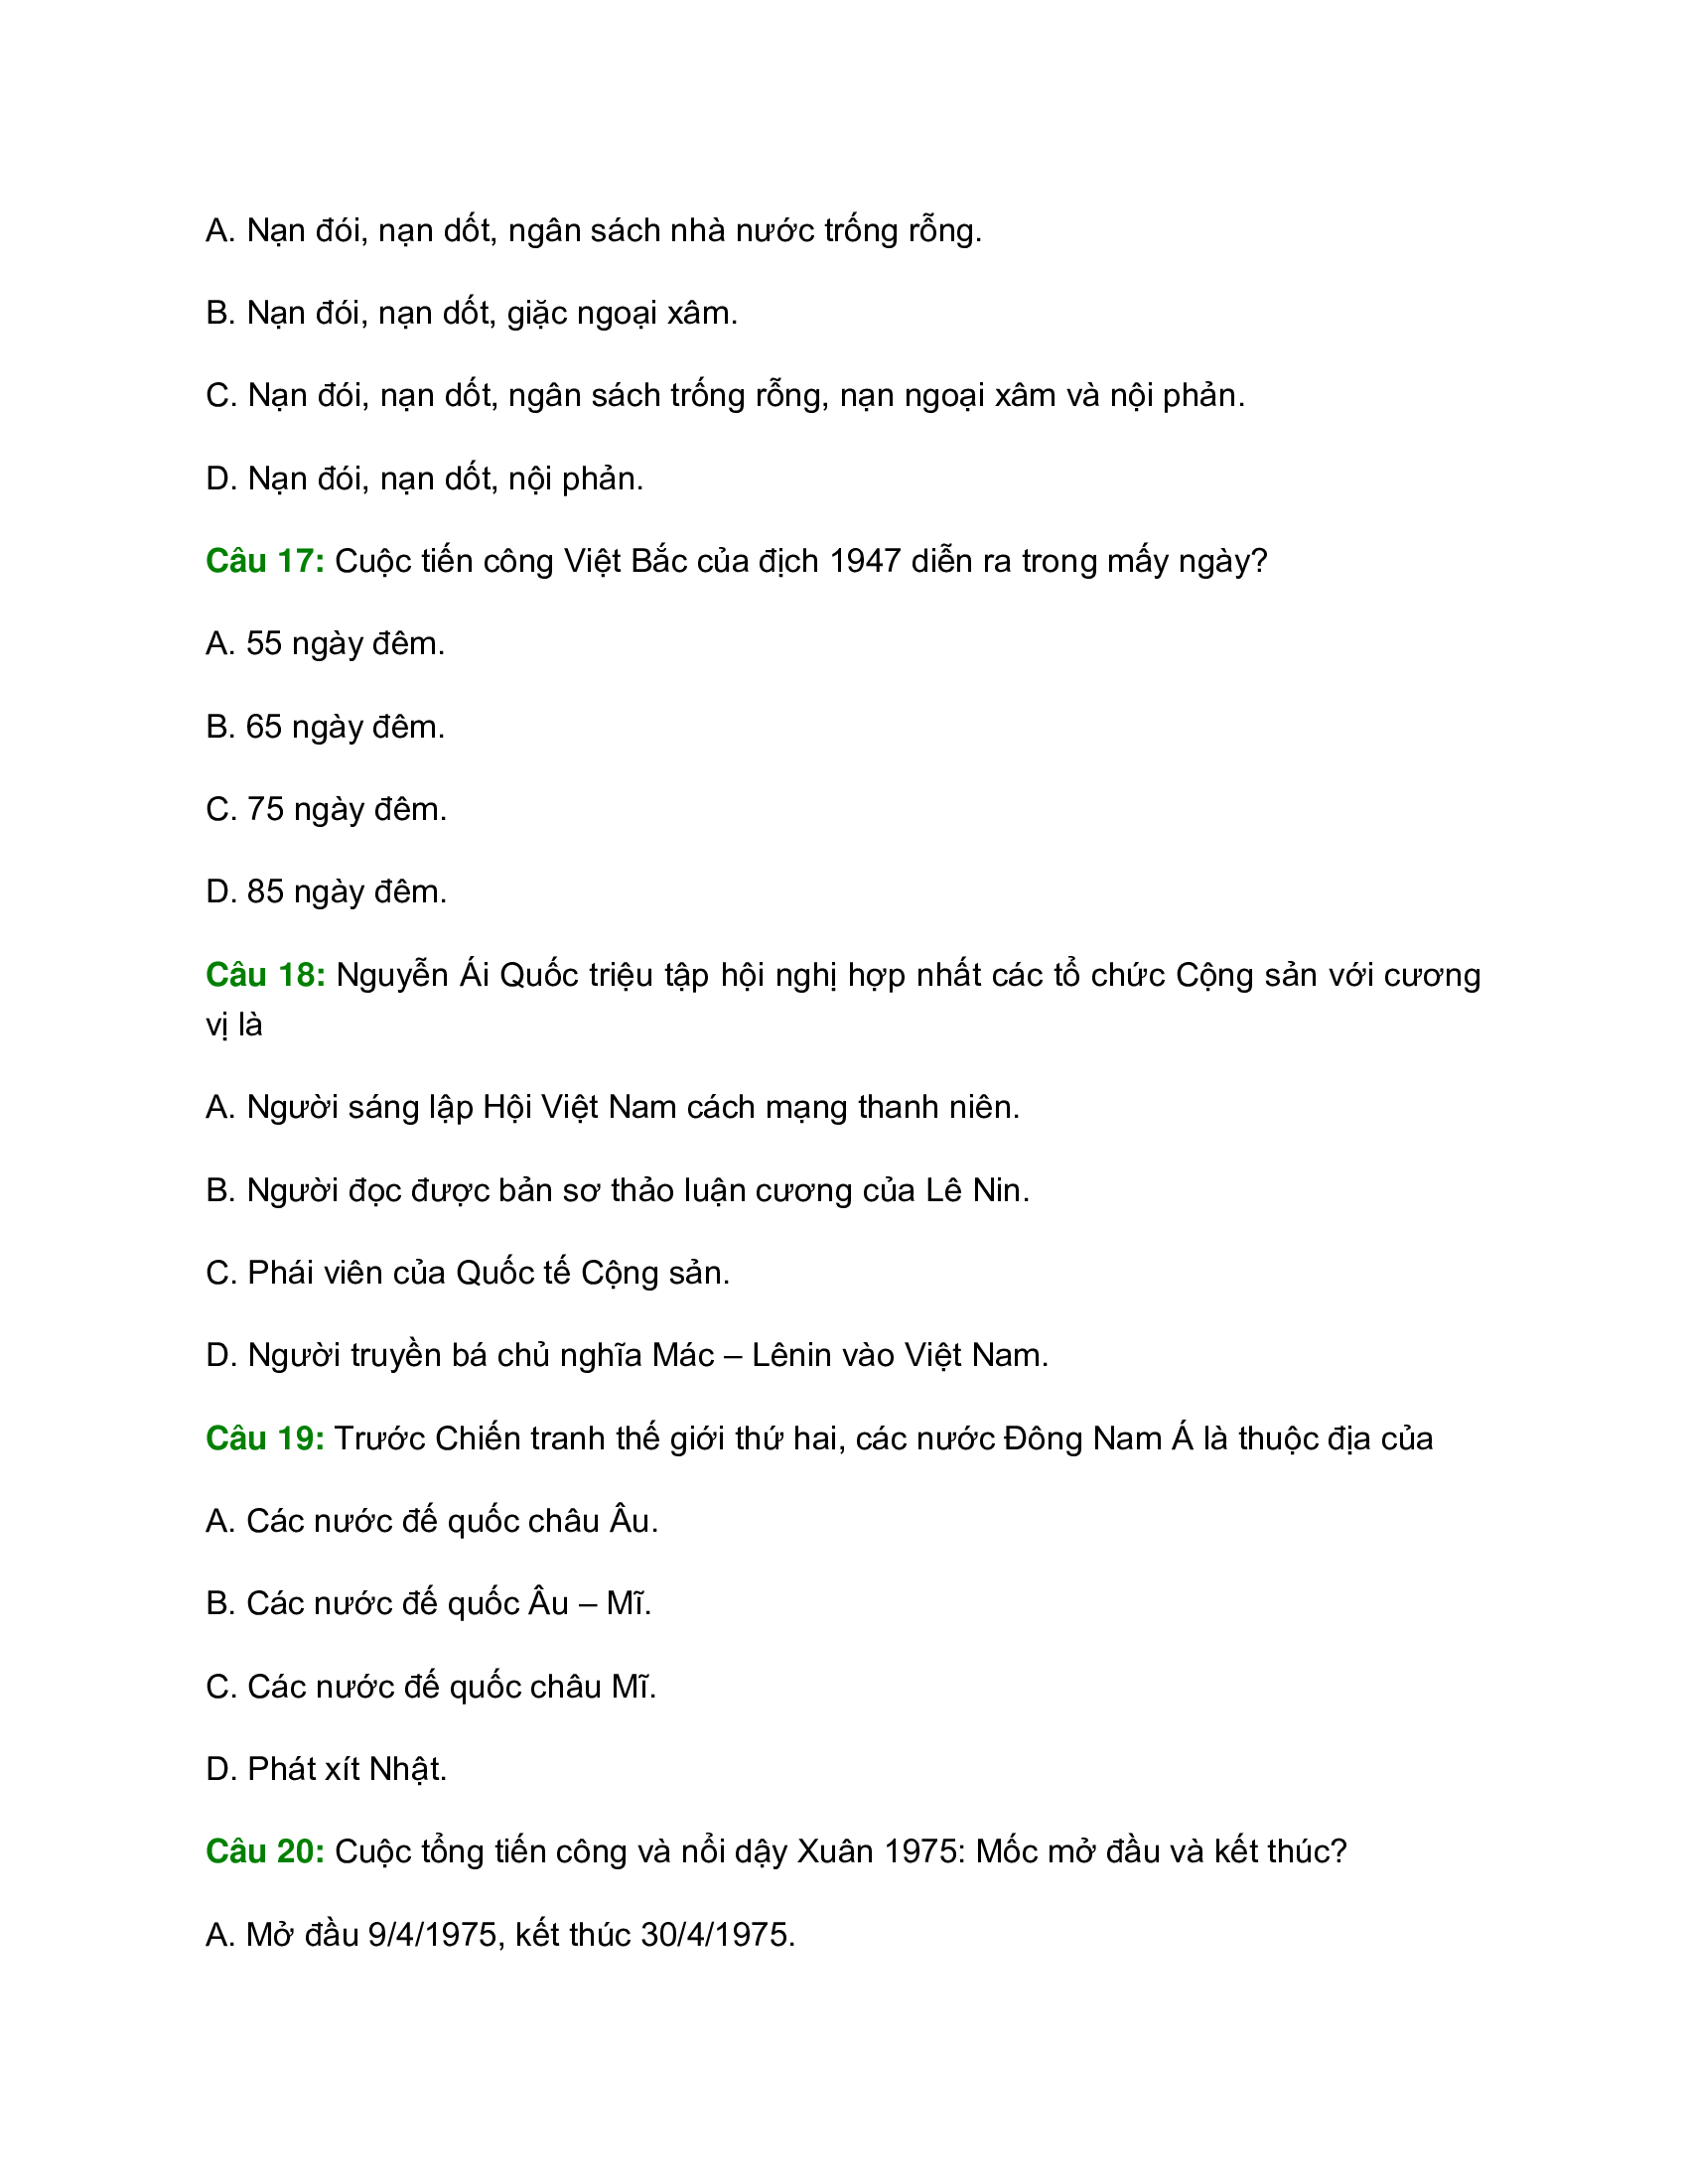 A. Nạn đói, nạn dốt, ngân sách nhà nước trống rỗng.
B. Nạn đói, nạn dốt, giặc ngoại xâm.
C. Nạn đói, nạn dốt, ngân sách trống rỗng, nạn ngoại xâm và nội phản.
D. Nạn đói, nạn dốt, nội phản.
Câu 17: Cuộc tiến công Việt Bắc của địch 1947 diễn ra trong mấy ngày?
A. 55 ngày đêm.
B. 65 ngày đêm.
C. 75 ngày đêm.
D. 85 ngày đêm.
Câu 18: Nguyễn Ái Quốc triệu tập hội nghị hợp nhất các tổ chức Cộng sản với cương
vị là
A. Người sáng lập Hội Việt Nam cách mạng thanh niên.
B. Người đọc được bản sơ thảo luận cương của Lê Nin.
C. Phái viên của Quốc tế Cộng sản.
D. Người truyền bá chủ nghĩa Mác – Lênin vào Việt Nam.
Câu 19: Trước Chiến tranh thế giới thứ hai, các nước Đông Nam Á là thuộc địa của
A. Các nước đế quốc châu Âu.
B. Các nước đế quốc Âu – Mĩ.
C. Các nước đế quốc châu Mĩ.
D. Phát xít Nhật.
Câu 20: Cuộc tổng tiến công và nổi dậy Xuân 1975: Mốc mở đầu và kết thúc?
A. Mở đầu 9/4/1975, kết thúc 30/4/1975.